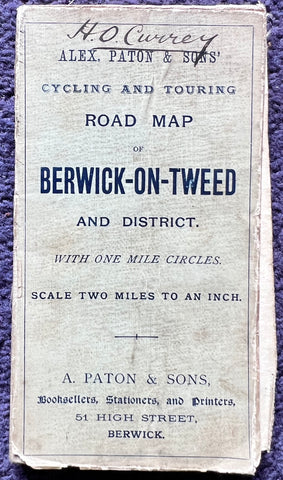 H.O. Currey
ALEX. PATON & SONS'
CYCLING AND TOURING
ROAD MAP
OF
BERWICK-ON-TWEED
AND DISTRICT.
WITH ONE MILE CIRCLES.
SCALE TWO MILES TO AN INCH.
A. PATON & SONS,
Booksellers, Stationers, and Printers,
51 HIGH STREET,
BERWICK.